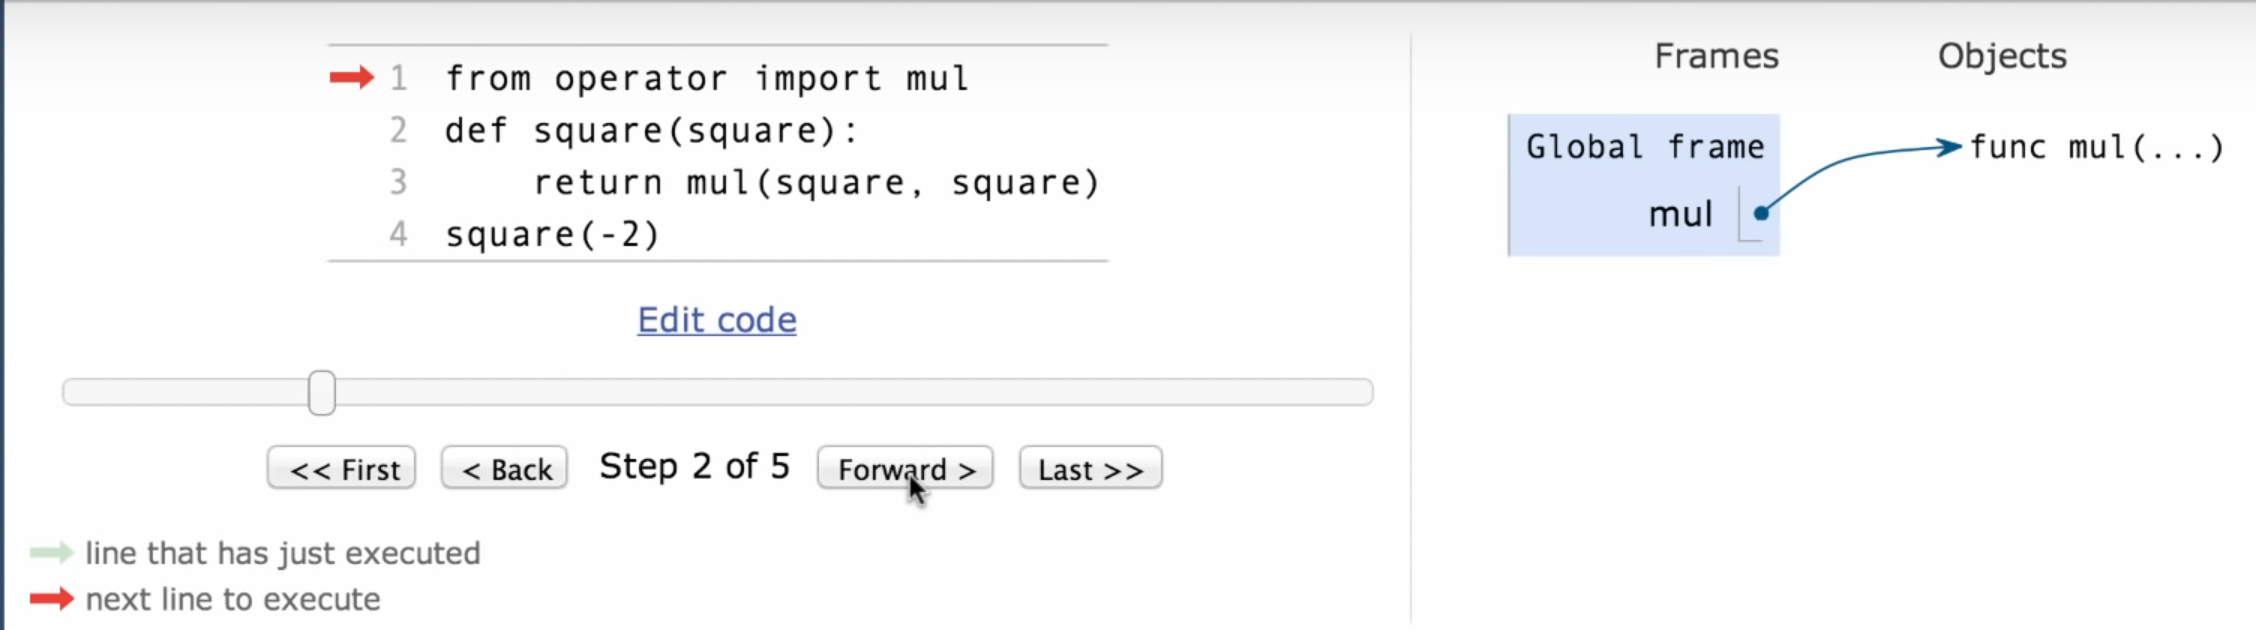 1 from operator import mul
2 def square(square):
3     return mul(square, square)
4 square(-2)
Edit code
<< First < Back Step 2 of 5 Forward > Last >>
line that has just executed
next line to execute
Frames Objects
Global frame func mul(...)
mul